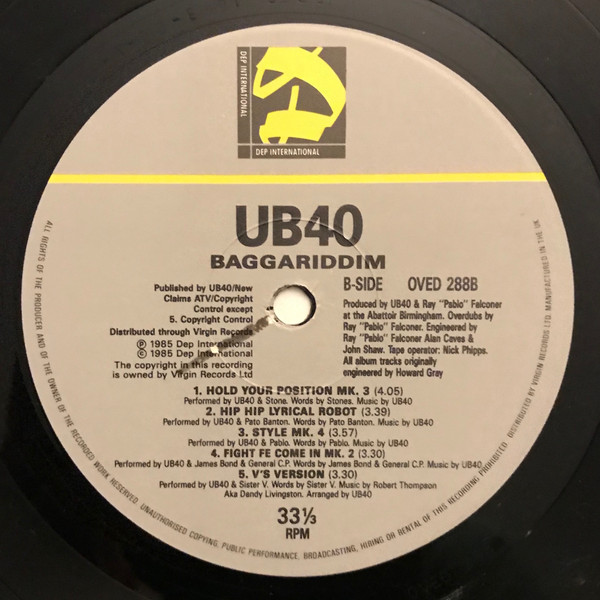 DEP INTERNATIONAL
DEP INTERNATIONAL
UB40
BAGGARIDDIM
B-SIDE OVED 288B
Published by UB40/New
Claims ATV/Copyright
Control except
5. Copyright Control
Distributed through Virgin Records
Ⓟ 1985 Dep International
© 1985 Dep International
The copyright in this recording
is owned by Virgin Records Ltd
Produced by UB40 & Ray "Pablo" Falconer
at the Abattoir Birmingham. Overdubs by
Ray "Pablo" Falconer. Engineered by
Ray "Pablo" Falconer Alan Caves &
John Shaw. Tape operator: Nick Phipps.
All album tracks originally
engineered by Howard Gray
1. HOLD YOUR POSITION MK. 3 (4.05)
Performed by UB40 & Stone. Words by Stones. Music by UB40
2. HIP HIP LYRICAL ROBOT (3.39)
Performed by UB40 & Pato Banton. Words by Pato Banton. Music by UB40
3. STYLE MK. 4 (3.57)
Performed by UB40 & Pablo. Words by Pablo. Music by UB40
4. FIGHT FE COME IN MK. 2 (3.30)
Performed by UB40 & James Bond & General C.P. Words by James Bond & General C.P. Music by UB40
5. V'S VERSION (3.30)
Performed by UB40 & Sister V. Words by Sister V. Music by Robert Thompson
Aka Dandy Livingston. Arranged by UB40
33⅓
RPM
ALL RIGHTS OF THE PRODUCER AND OF THE OWNER OF THE RECORDED WORK RESERVED. UNAUTHORISED COPYING, PUBLIC PERFORMANCE, BROADCASTING, HIRING OR RENTAL OF THIS RECORDING PROHIBITED. DISTRIBUTED BY VIRGIN RECORDS LTD. MANUFACTURED IN THE UK